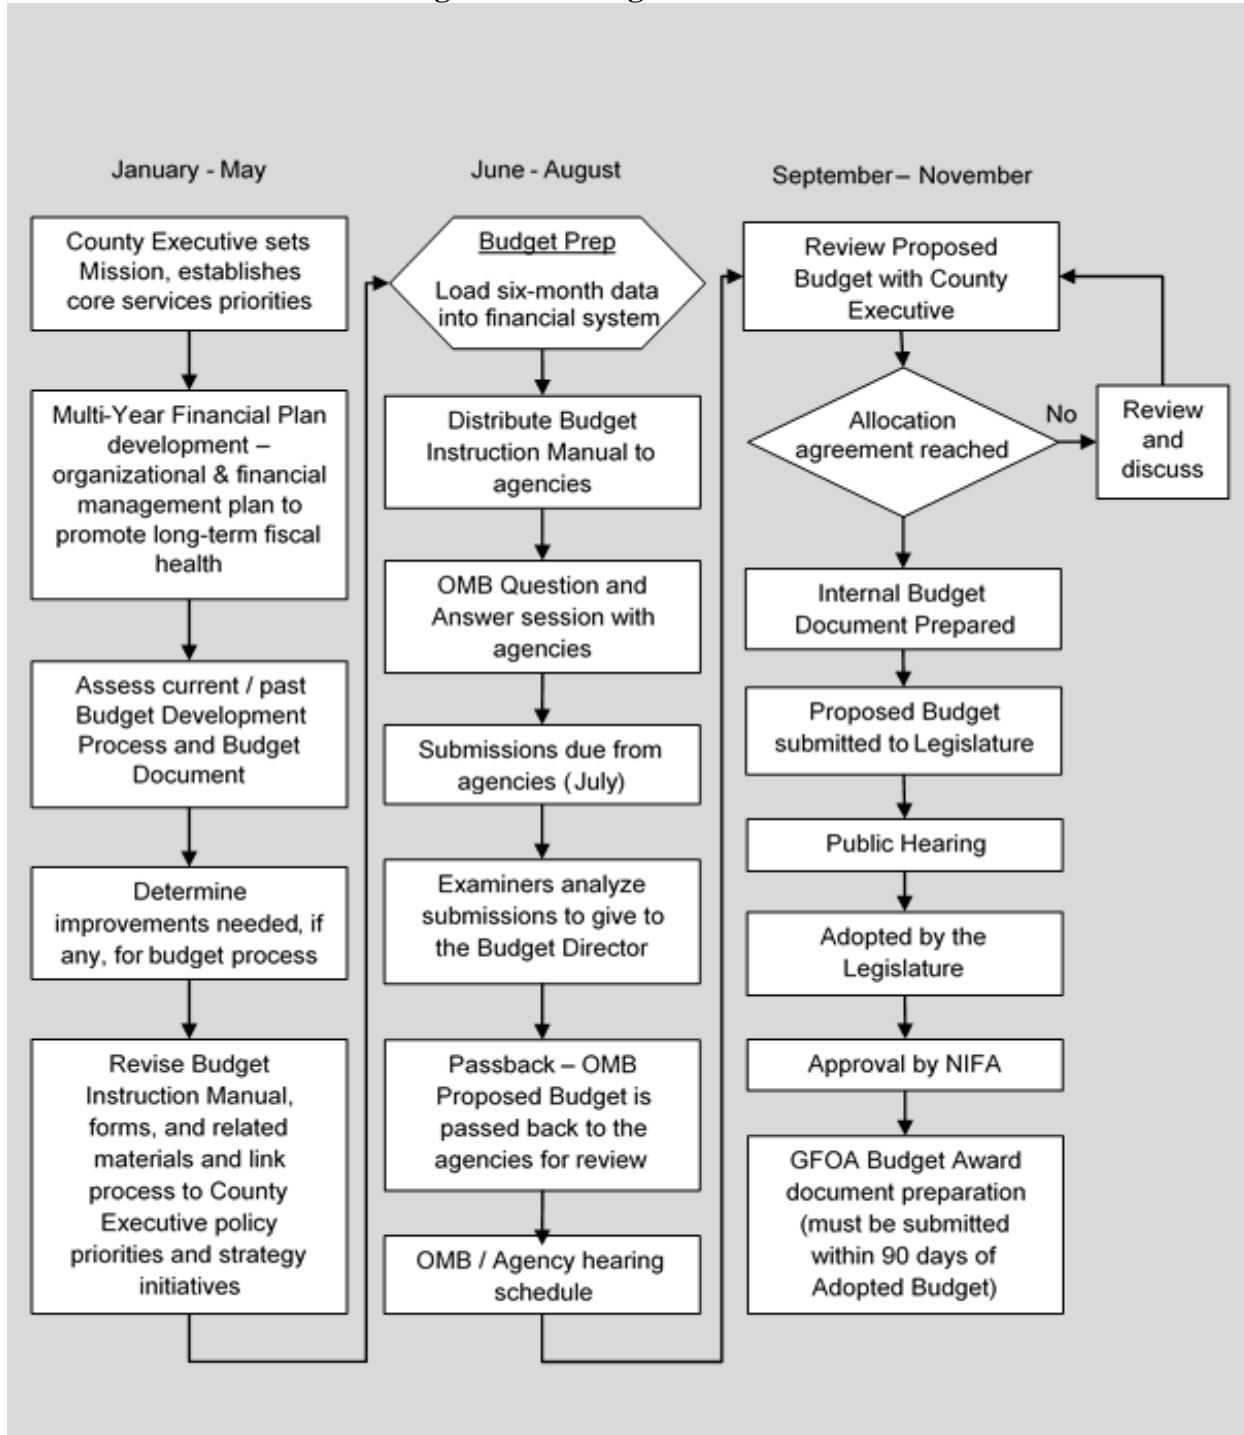 January - May
County Executive sets
Mission, establishes
core services priorities
Multi-Year Financial Plan
development –
organizational & financial
management plan to
promote long-term fiscal
health
Assess current / past
Budget Development
Process and Budget
Document
Determine
improvements needed, if
any, for budget process
Revise Budget
Instruction Manual,
forms, and related
materials and link
process to County
Executive policy
priorities and strategy
initiatives
June - August
Budget Prep
Load six-month data
into financial system
Distribute Budget
Instruction Manual to
agencies
OMB Question and
Answer session with
agencies
Submissions due from
agencies (July)
Examiners analyze
submissions to give to
the Budget Director
Passback – OMB
Proposed Budget is
passed back to the
agencies for review
OMB / Agency hearing
schedule
September – November
Review Proposed
Budget with County
Executive
Allocation
agreement reached
No
Review
and
discuss
Internal Budget
Document Prepared
Proposed Budget
submitted to Legislature
Public Hearing
Adopted by the
Legislature
Approval by NIFA
GFOA Budget Award
document preparation
(must be submitted
within 90 days of
Adopted Budget)